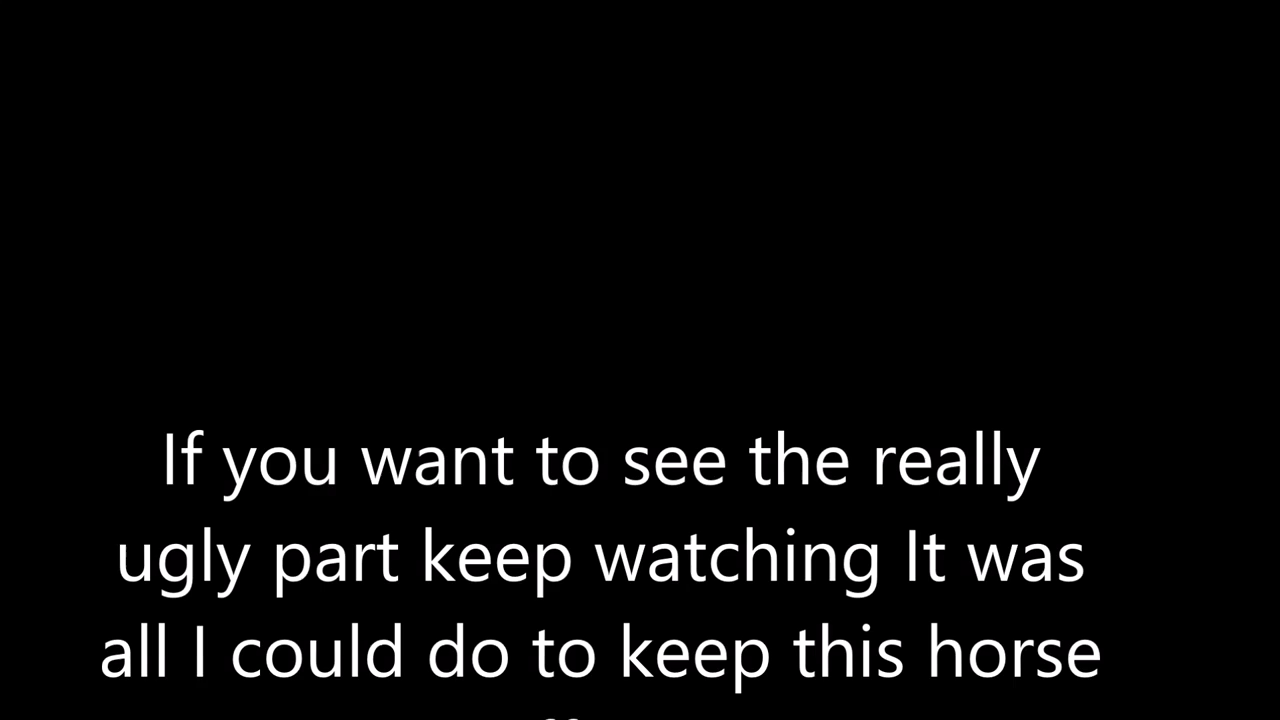 If you want to see the really
ugly part keep watching It was
all I could do to keep this horse